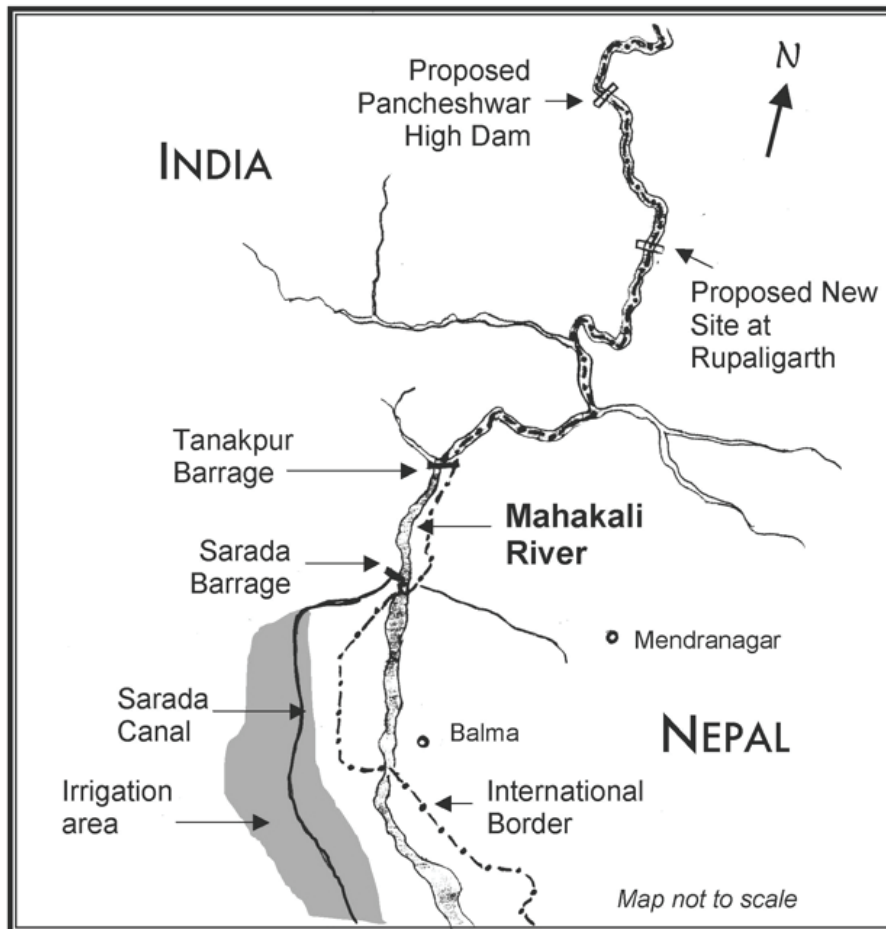 Proposed
Pancheshwar
High Dam
N
INDIA
Proposed New
Site at
Rupaligarth
Tanakpur
Barrage
Mahakali
River
Sarada
Barrage
Mendranagar
Sarada
Canal
NEPAL
Balma
Irrigation
area
International
Border
Map not to scale